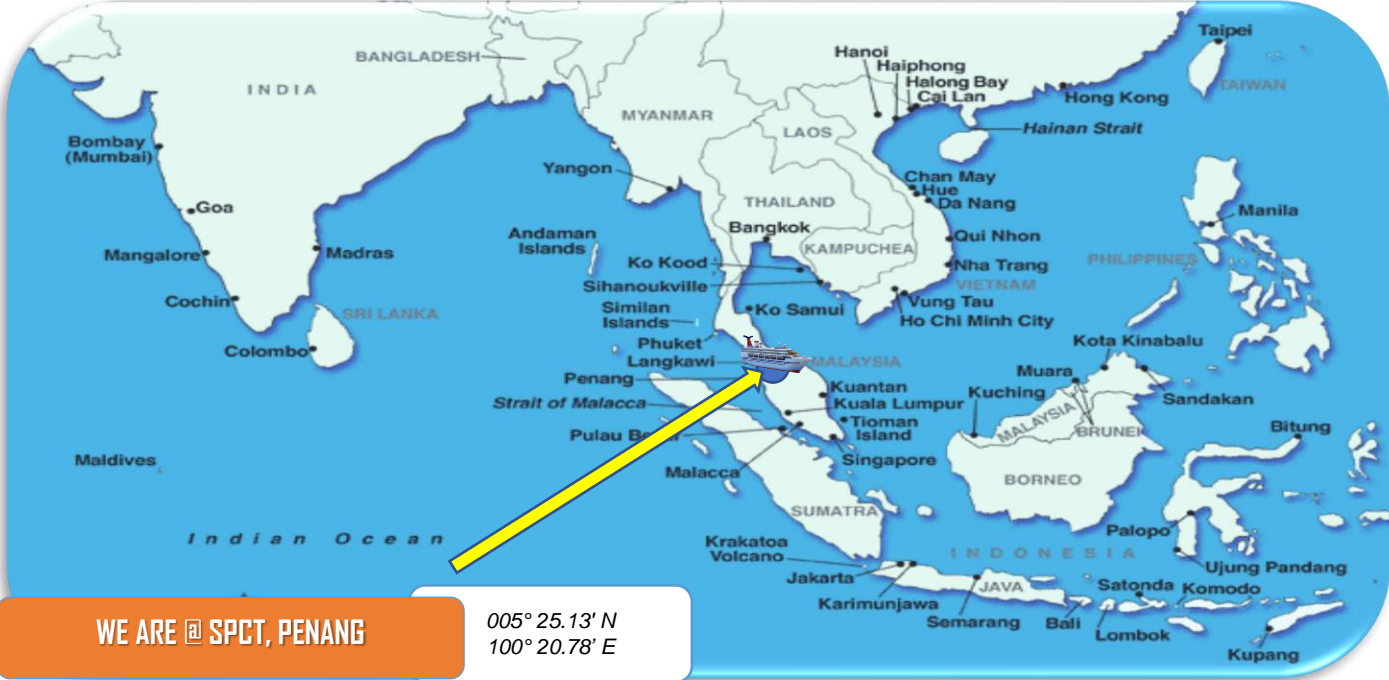 Taipei
TAIWAN
Hanoi
Haiphong
Halong Bay
Cai Lan
Hong Kong
Hainan Strait
BANGLADESH
INDIA
MYANMAR
LAOS
Bombay
(Mumbai)
Yangon
Chan May
Hue
Da Nang
THAILAND
Goa
Manila
Andaman
Islands
Bangkok
Qui Nhon
KAMPUCHEA
Mangalore
Madras
Ko Kood
Nha Trang
PHILIPPINES
Sihanoukville
VIETNAM
Cochin
Similan
Islands
Ko Samui
Vung Tau
Ho Chi Minh City
SRI LANKA
Phuket
Kota Kinabalu
Colombo
Langkawi
MALAYSIA
Muara
Penang
Kuantan
Kuching
Sandakan
Strait of Malacca
Kuala Lumpur
MALAYSIA
Tioman
Island
BRUNEI
Bitung
Pulau
Singapore
Maldives
Malacca
BORNEO
SUMATRA
Palopo
Indian Ocean
Krakatoa
Volcano
INDONESIA
Ujung Pandang
Jakarta
JAVA
Satonda
Komodo
Karimunjawa
Semarang
Bali
Lombok
Kupang
WE ARE @ SPCT, PENANG
005° 25.13' N
100° 20.78’ E